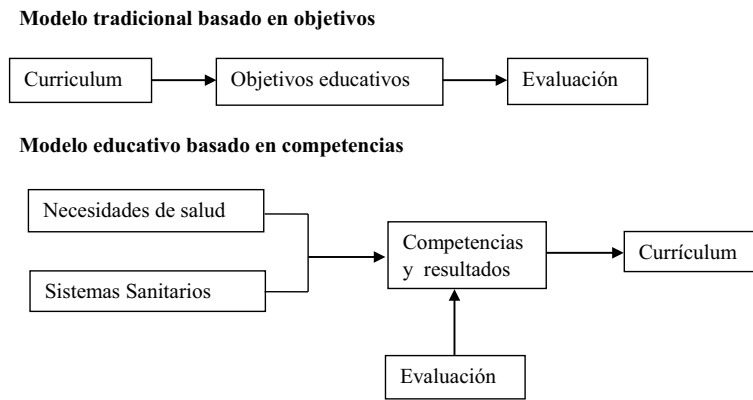 Modelo tradicional basado en objetivos
Curriculum
Objetivos educativos
Evaluación
Modelo educativo basado en competencias
Necesidades de salud
Sistemas Sanitarios
Competencias
y resultados
Currículum
Evaluación